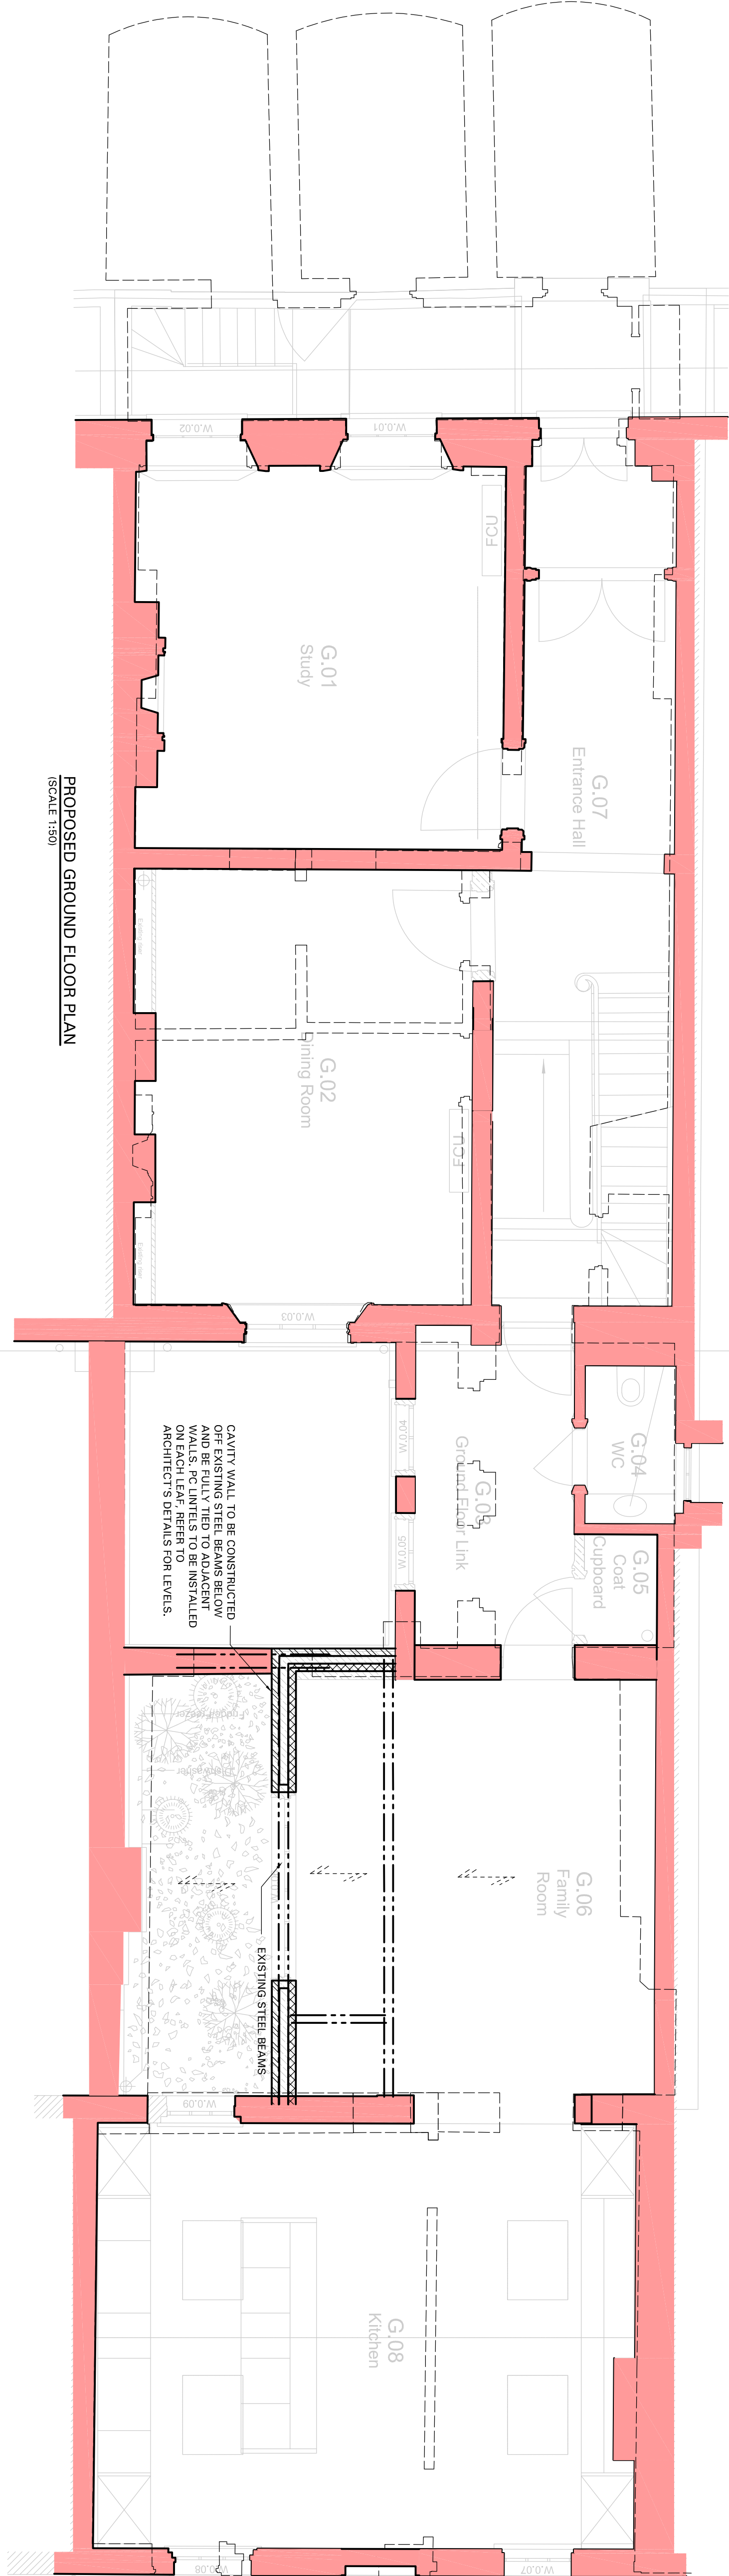 W.0.02
W.0.01
FCU
G.01
Study
G.07
Entrance Hall
PROPOSED GROUND FLOOR PLAN
(SCALE 1:50)
G.02
Dining Room
FCU
W.0.03
G.04
WC
W.0.04
G.03
Ground Floor Link
W.0.05
G.05
Coat
Cupboard
CAVITY WALL TO BE CONSTRUCTED
OFF EXISTING STEEL BEAMS BELOW
AND BE FULLY TIED TO ADJACENT
WALLS. PC LINTELS TO BE INSTALLED
ON EACH LEAF, REFER TO
ARCHITECT'S DETAILS FOR LEVELS.
Fridge/Freezer
Dishwasher
G.06
Family
Room
EXISTING STEEL BEAMS
W.0.09
G.08
Kitchen
W.0.08
W.0.07